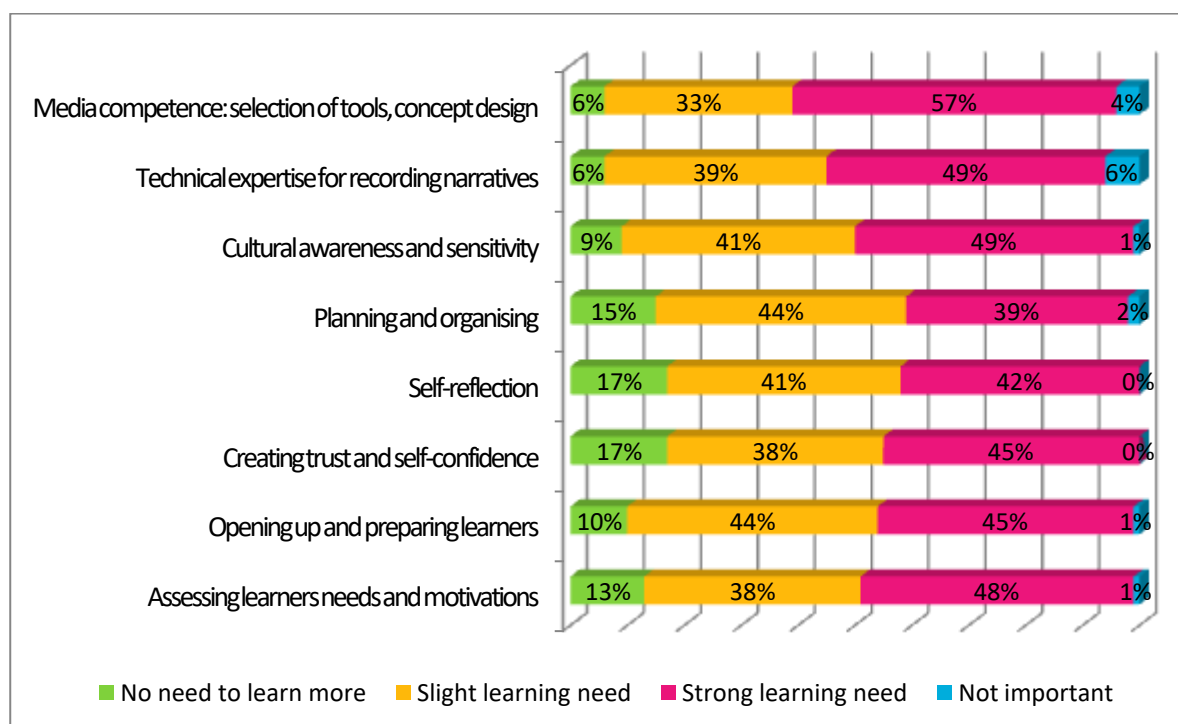 Media competence: selection of tools, concept design
6% 33% 57% 4%
Technical expertise for recording narratives
6% 39% 49% 6%
Cultural awareness and sensitivity
9% 41% 49% 1%
Planning and organising
15% 44% 39% 2%
Self-reflection
17% 41% 42% 0%
Creating trust and self-confidence
17% 38% 45% 0%
Opening up and preparing learners
10% 44% 45% 1%
Assessing learners needs and motivations
13% 38% 48% 1%
No need to learn more Slight learning need Strong learning need Not important